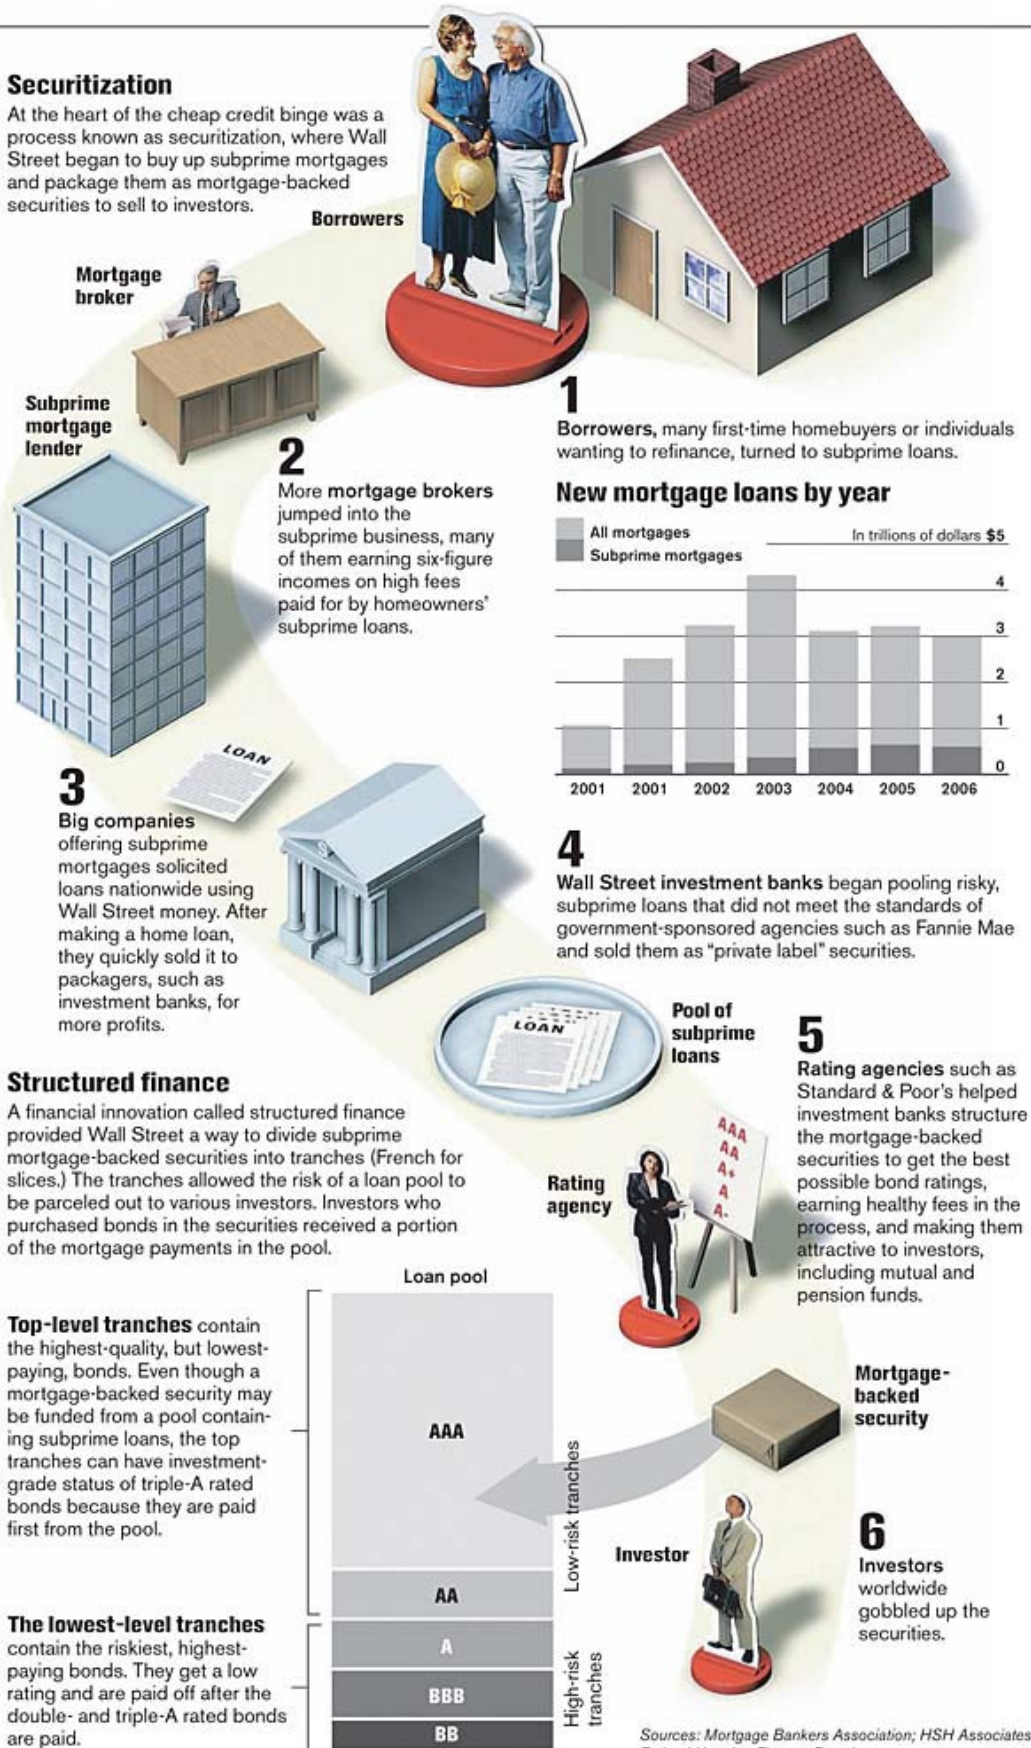 Securitization
At the heart of the cheap credit binge was a
process known as securitization, where Wall
Street began to buy up subprime mortgages
and package them as mortgage-backed
securities to sell to investors.
Borrowers
Mortgage
broker
Subprime
mortgage
lender
1
Borrowers, many first-time homebuyers or individuals
wanting to refinance, turned to subprime loans.
2
More mortgage brokers
jumped into the
subprime business, many
of them earning six-figure
incomes on high fees
paid for by homeowners'
subprime loans.
New mortgage loans by year
All mortgages
Subprime mortgages
In trillions of dollars $5
4
3
2
1
0
2001 2001 2002 2003 2004 2005 2006
LOAN
3
Big companies
offering subprime
mortgages solicited
loans nationwide using
Wall Street money. After
making a home loan,
they quickly sold it to
packagers, such as
investment banks, for
more profits.
4
Wall Street investment banks began pooling risky,
subprime loans that did not meet the standards of
government-sponsored agencies such as Fannie Mae
and sold them as "private label" securities.
LOAN
Pool of
subprime
loans
5
Rating agencies such as
Standard & Poor's helped
investment banks structure
the mortgage-backed
securities to get the best
possible bond ratings,
earning healthy fees in the
process, and making them
attractive to investors,
including mutual and
pension funds.
Rating
agency
AAA
AA
A+
A
A-
Structured finance
A financial innovation called structured finance
provided Wall Street a way to divide subprime
mortgage-backed securities into tranches (French for
slices.) The tranches allowed the risk of a loan pool to
be parceled out to various investors. Investors who
purchased bonds in the securities received a portion
of the mortgage payments in the pool.
Loan pool
Top-level tranches contain
the highest-quality, but lowest-
paying, bonds. Even though a
mortgage-backed security may
be funded from a pool contain-
ing subprime loans, the top
tranches can have investment-
grade status of triple-A rated
bonds because they are paid
first from the pool.
AAA
AA
Low-risk tranches
The lowest-level tranches
contain the riskiest, highest-
paying bonds. They get a low
rating and are paid off after the
double- and triple-A rated bonds
are paid.
A
BBB
BB
High-risk
tranches
Mortgage-
backed
security
Investor
6
Investors
worldwide
gobbled up the
securities.
Sources: Mortgage Bankers Association; HSH Associates